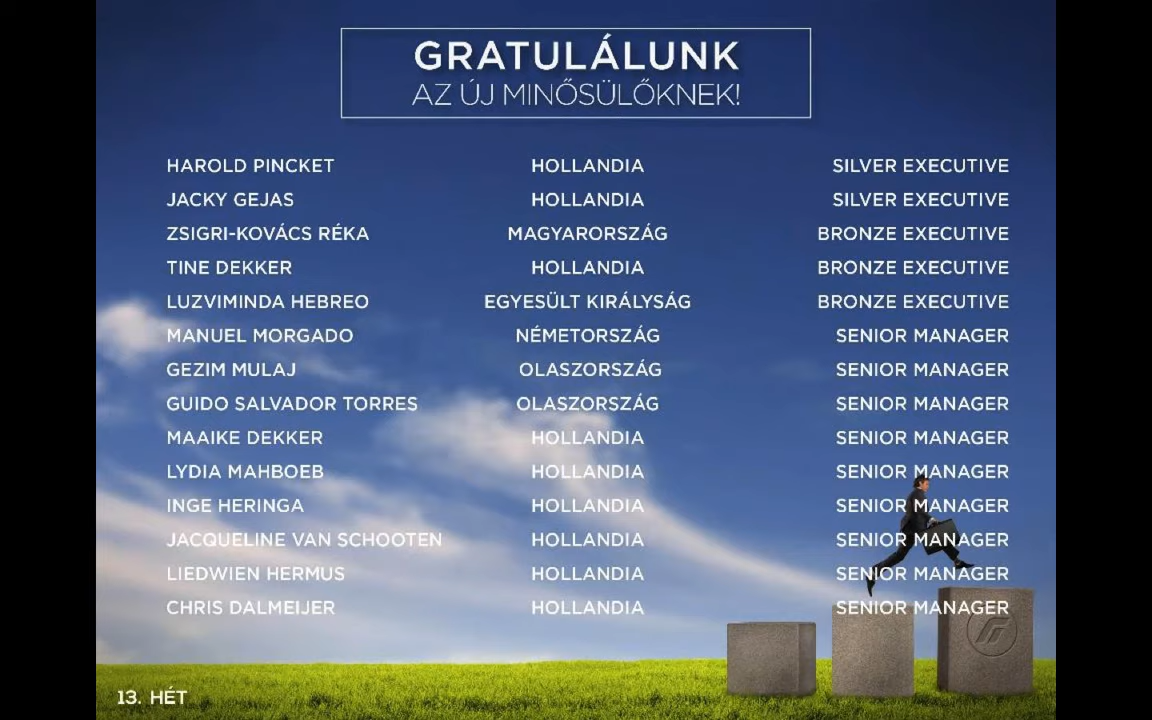 GRATULÁLUNK
AZ ÚJ MINŐSÜLŐKNEK!
HAROLD PINCKET HOLLANDIA SILVER EXECUTIVE
JACKY GEJAS HOLLANDIA SILVER EXECUTIVE
ZSIGRI-KOVÁCS RÉKA MAGYARORSZÁG BRONZE EXECUTIVE
TINE DEKKER HOLLANDIA BRONZE EXECUTIVE
LUZVIMINDA HEBREO EGYESÜLT KIRÁLYSÁG BRONZE EXECUTIVE
MANUEL MORGADO NÉMETORSZÁG SENIOR MANAGER
GEZIM MULAJ OLASZORSZÁG SENIOR MANAGER
GUIDO SALVADOR TORRES OLASZORSZÁG SENIOR MANAGER
MAAIKE DEKKER HOLLANDIA SENIOR MANAGER
LYDIA MAHBOEB HOLLANDIA SENIOR MANAGER
INGE HERINGA HOLLANDIA SENIOR MANAGER
JACQUELINE VAN SCHOOTEN HOLLANDIA SENIOR MANAGER
LIEDWIEN HERMUS HOLLANDIA SENIOR MANAGER
CHRIS DALMEIJER HOLLANDIA SENIOR MANAGER
13. HÉT